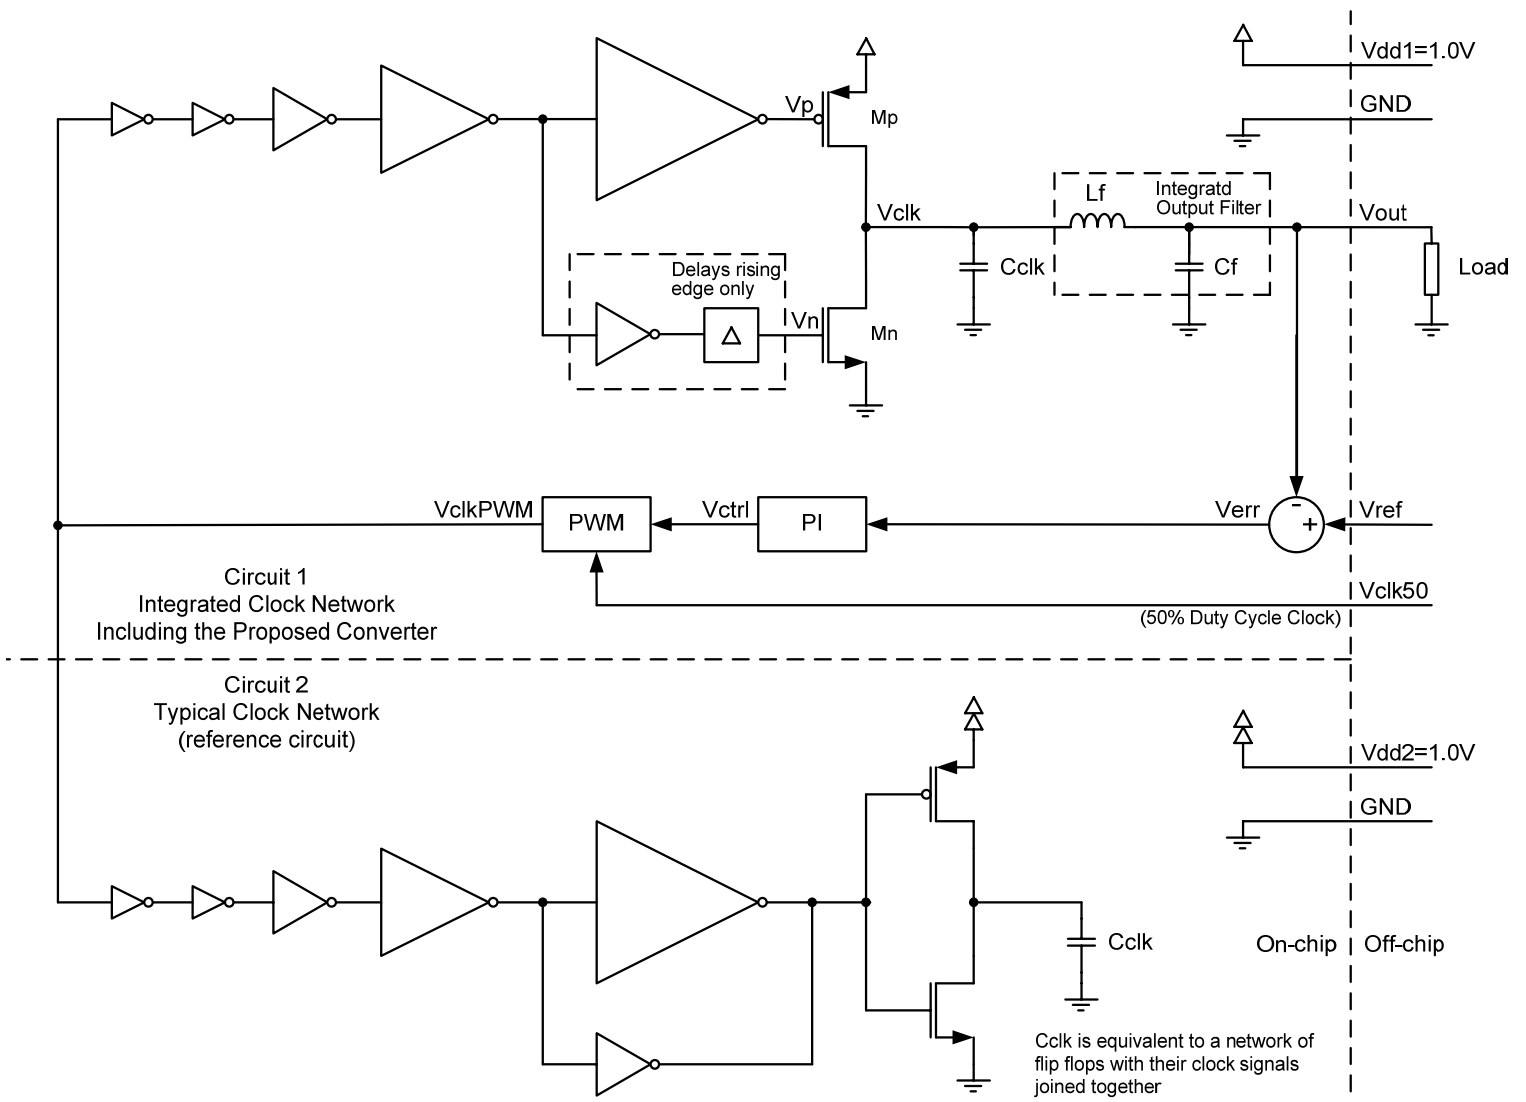 Vdd1=1.0V
GND
Vp
Mp
Vclk
Cclk
Lf
Integratd
Output Filter
Cf
Vout
Load
Delays rising
edge only
Δ
Vn
Mn
VclkPWM
PWM
Vctrl
PI
Verr
-
+
Vref
Vclk50
(50% Duty Cycle Clock)
Circuit 1
Integrated Clock Network
Including the Proposed Converter
Circuit 2
Typical Clock Network
(reference circuit)
Vdd2=1.0V
GND
Cclk
On-chip
Off-chip
Cclk is equivalent to a network of
flip flops with their clock signals
joined together